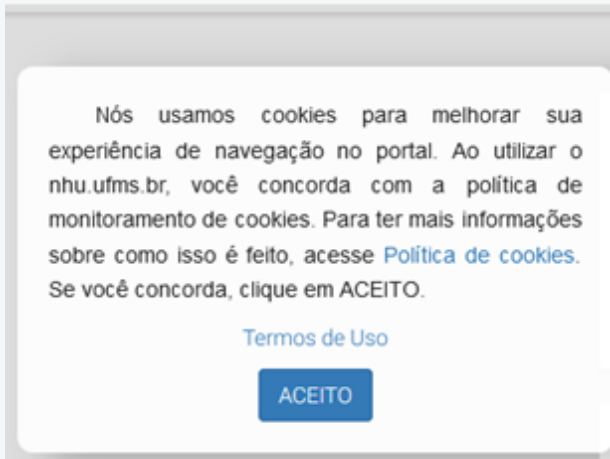 Nós usamos cookies para melhorar sua
experiência de navegação no portal. Ao utilizar o
nhu.ufms.br, você concorda com a política de
monitoramento de cookies. Para ter mais informações
sobre como isso é feito, acesse Política de cookies.
Se você concorda, clique em ACEITO.
Termos de Uso
ACEITO